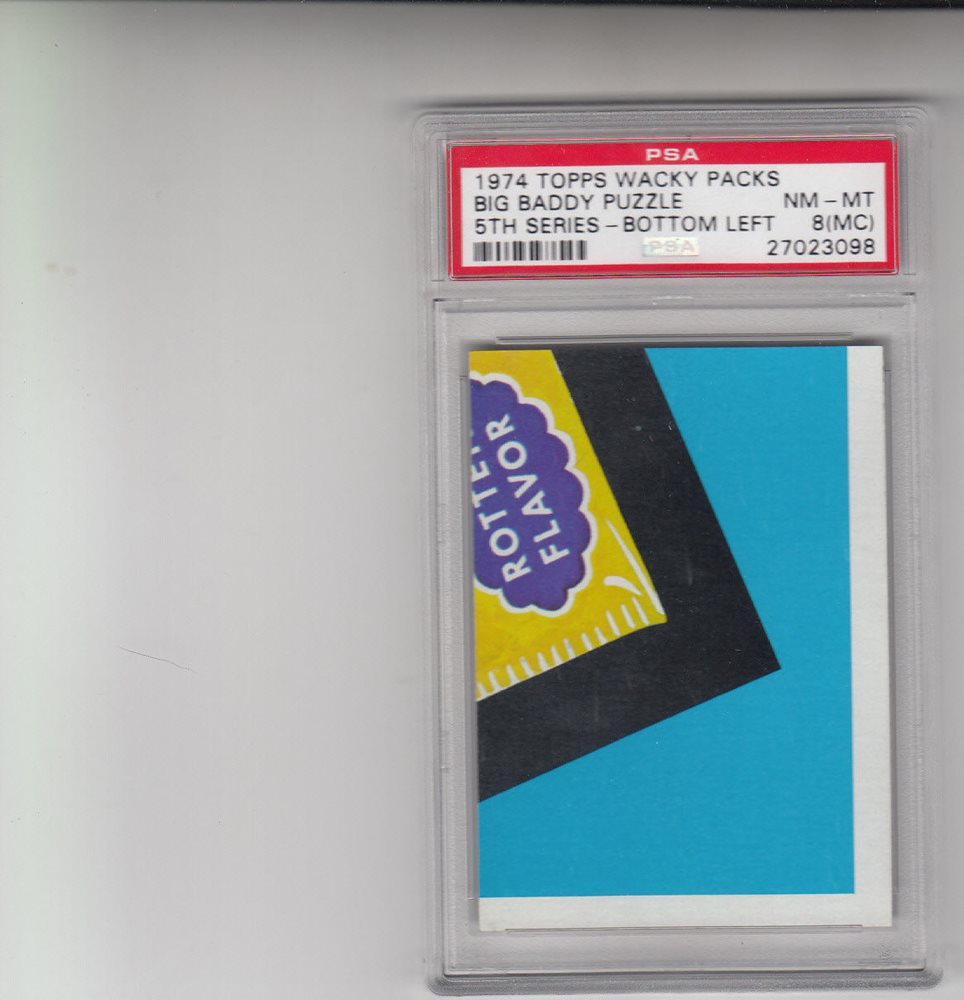 PSA
1974 TOPPS WACKY PACKS
BIG BADDY PUZZLE NM - MT
5TH SERIES - BOTTOM LEFT 8(MC)
PSA 27023098
FLAVOR